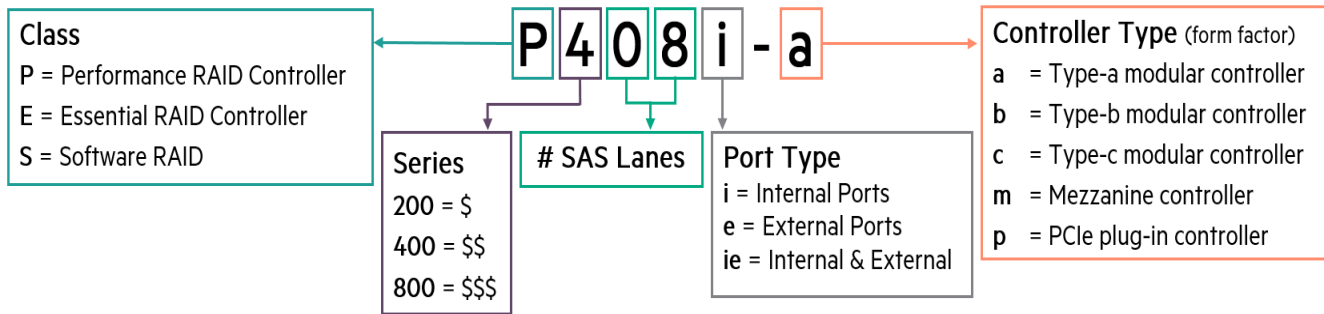 P408i-a
Class
P = Performance RAID Controller
E = Essential RAID Controller
S = Software RAID
Series
200 = $
400 = $$
800 = $$$
# SAS Lanes
Port Type
i = Internal Ports
e = External Ports
ie = Internal & External
Controller Type (form factor)
a = Type-a modular controller
b = Type-b modular controller
c = Type-c modular controller
m = Mezzanine controller
p = PCIe plug-in controller